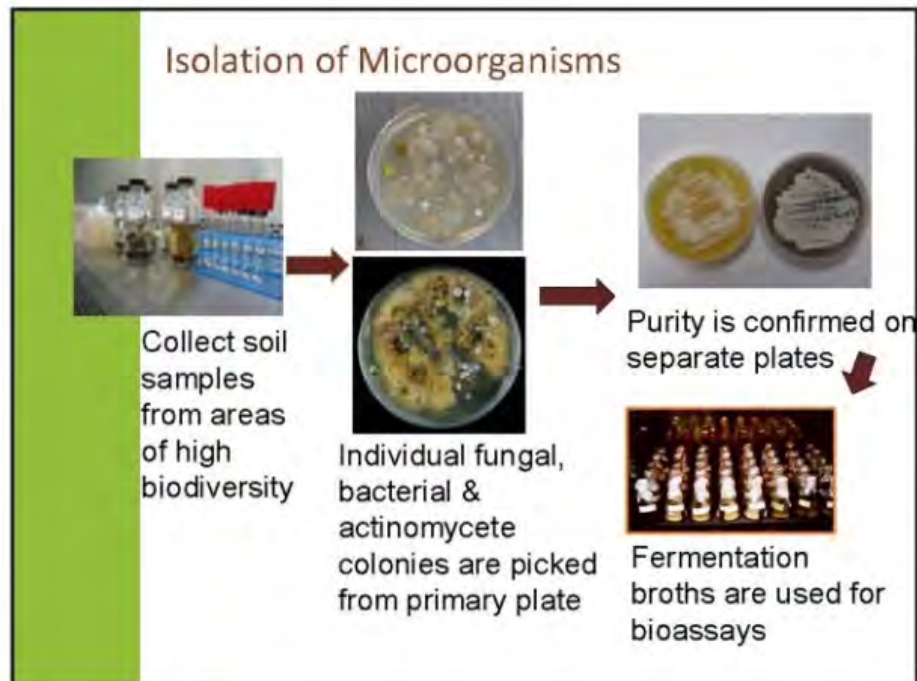 Isolation of Microorganisms
Collect soil
samples
from areas
of high
biodiversity
Individual fungal,
bacterial &
actinomycete
colonies are picked
from primary plate
Purity is confirmed on
separate plates
Fermentation
broths are used for
bioassays